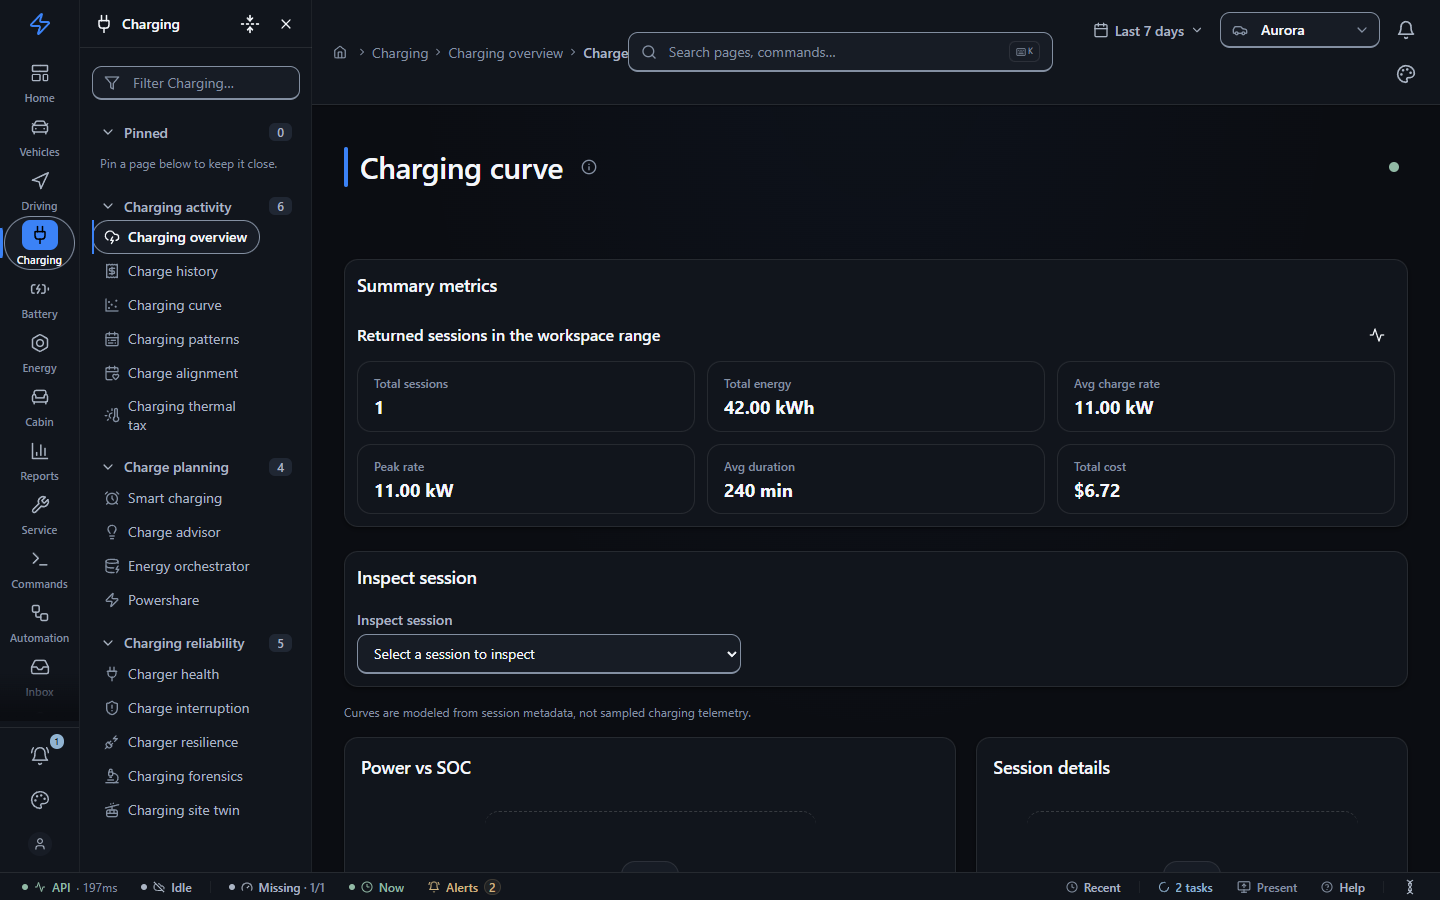 Home
Vehicles
Driving
Charging
Battery
Energy
Cabin
Reports
Service
Commands
Automation
Inbox
1
Charging
Filter Charging...
Pinned 0
Pin a page below to keep it close.
Charging activity 6
Charging overview
Charge history
Charging curve
Charging patterns
Charge alignment
Charging thermal
tax
Charge planning 4
Smart charging
Charge advisor
Energy orchestrator
Powershare
Charging reliability 5
Charger health
Charge interruption
Charger resilience
Charging forensics
Charging site twin
Charging Charging overview Charge
Search pages, commands... K
Last 7 days
Aurora
Charging curve
Summary metrics
Returned sessions in the workspace range
Total sessions
1
Total energy
42.00 kWh
Avg charge rate
11.00 kW
Peak rate
11.00 kW
Avg duration
240 min
Total cost
$6.72
Inspect session
Inspect session
Select a session to inspect
Curves are modeled from session metadata, not sampled charging telemetry.
Power vs SOC
Session details
API · 197ms Idle Missing · 1/1 Now Alerts 2 Recent 2 tasks Present Help